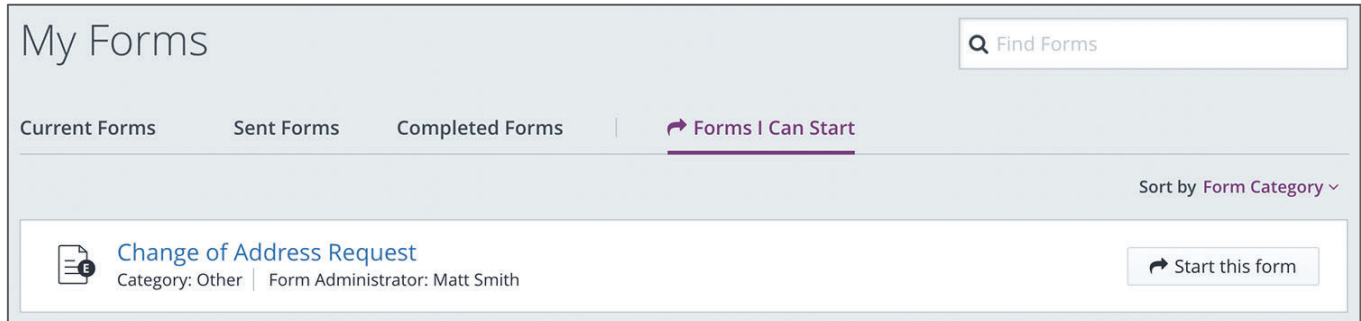 My Forms
Find Forms
Current Forms Sent Forms Completed Forms Forms I Can Start
Sort by Form Category
Change of Address Request
E
Category: Other Form Administrator: Matt Smith
Start this form